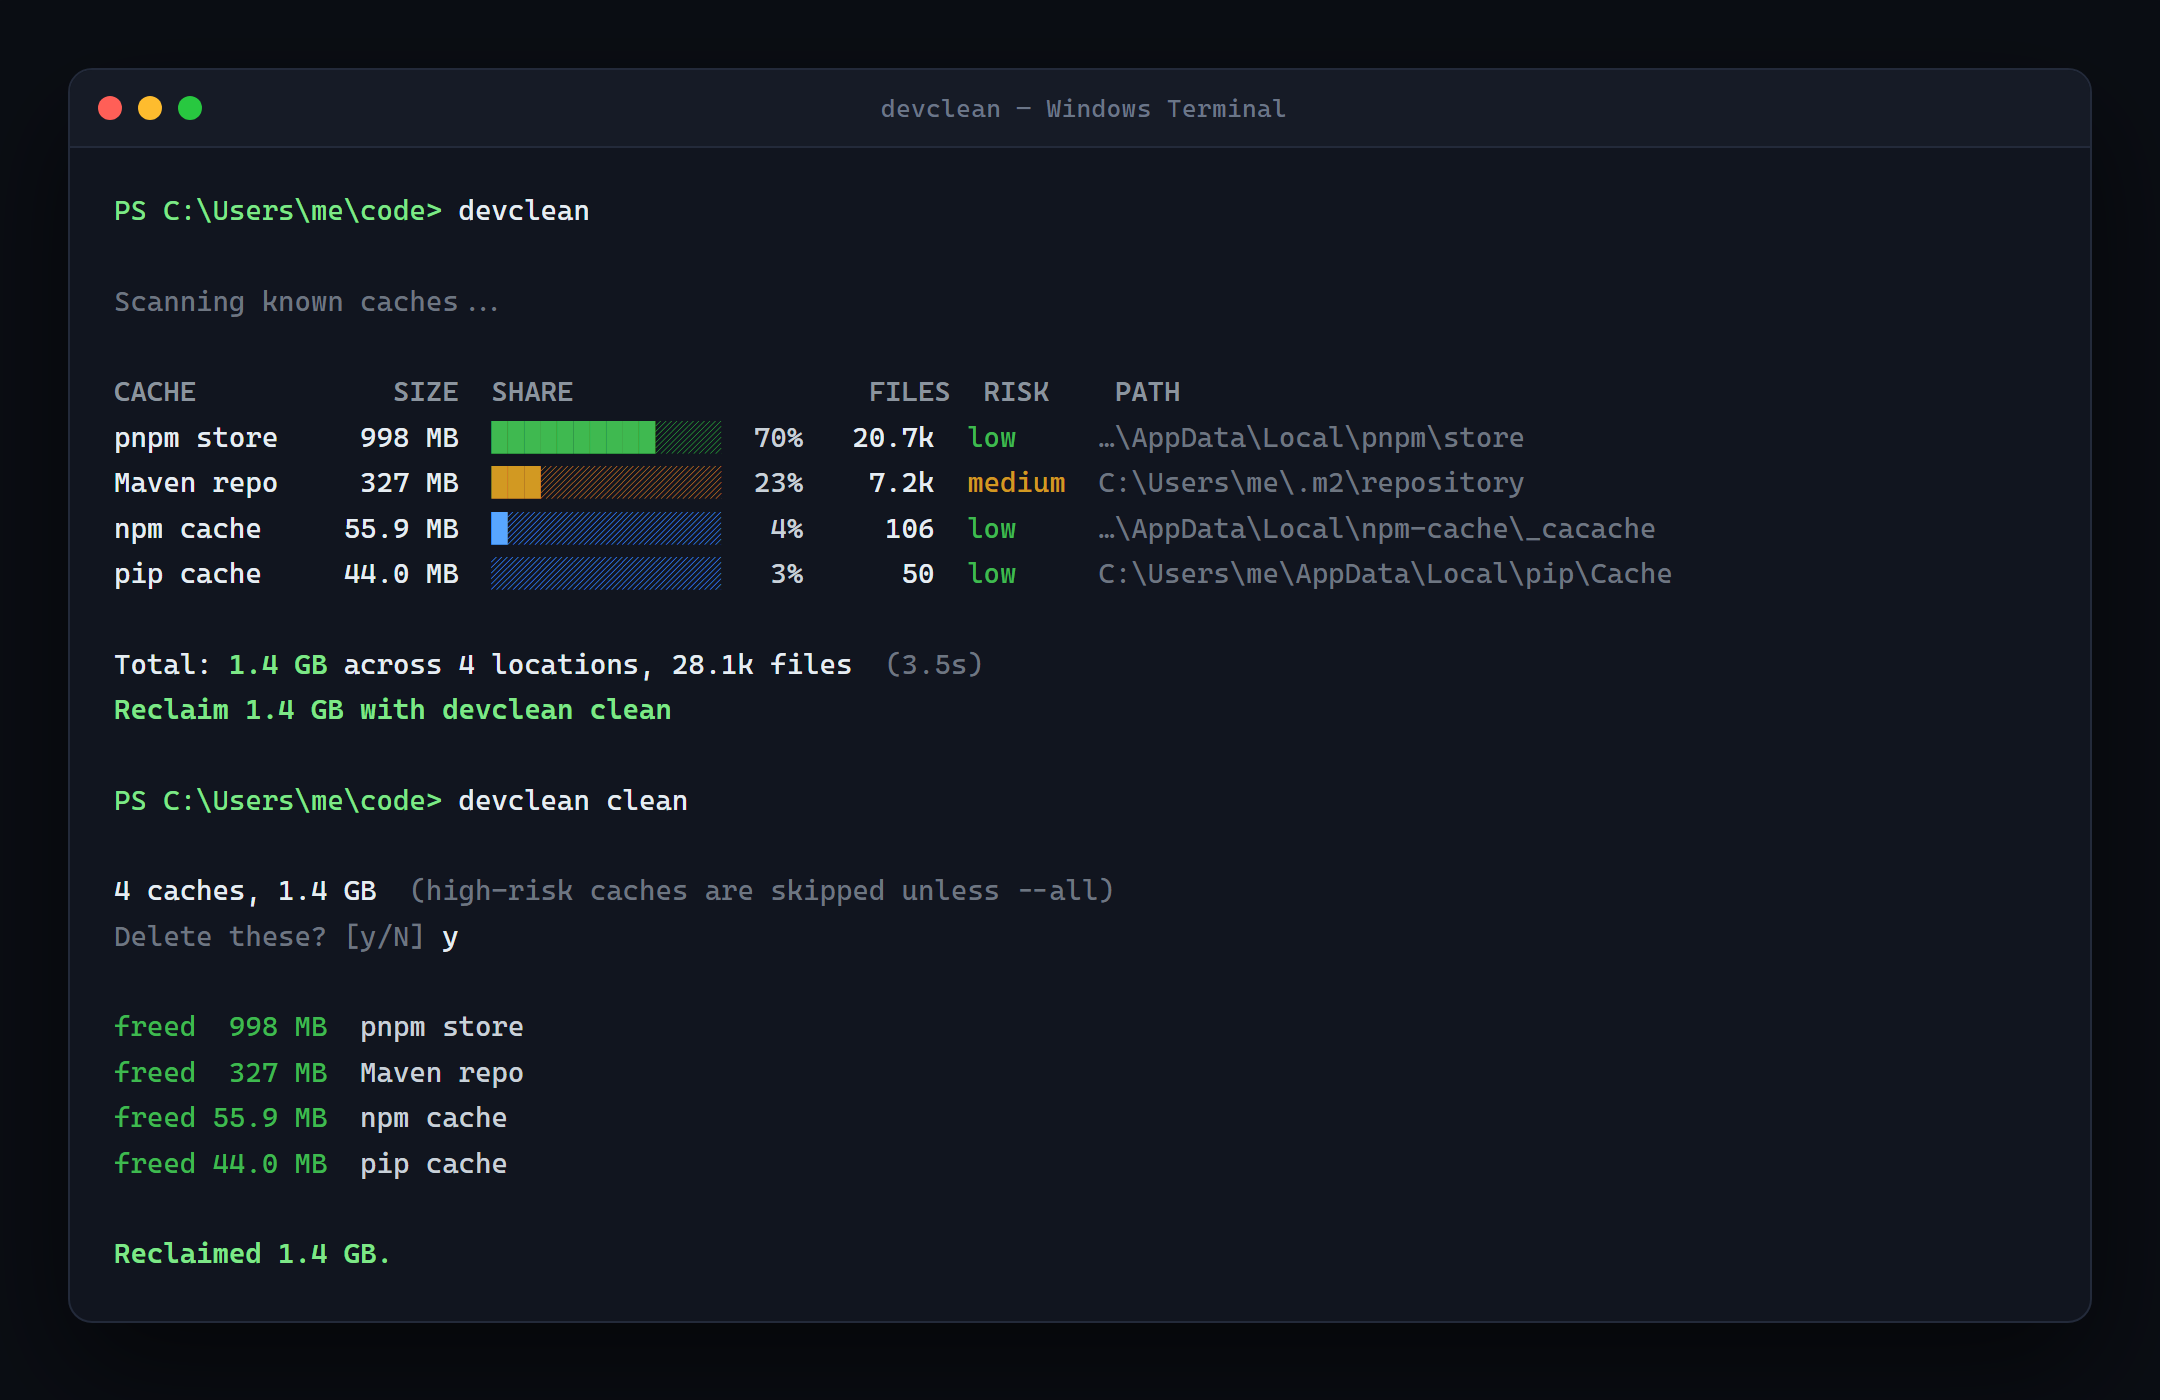 devclean — Windows Terminal
PS C:\Users\me\code> devclean
Scanning known caches...
CACHE SIZE SHARE FILES RISK PATH
pnpm store 998 MB 70% 20.7k low …\AppData\Local\pnpm\store
Maven repo 327 MB 23% 7.2k medium C:\Users\me\.m2\repository
npm cache 55.9 MB 4% 106 low …\AppData\Local\npm-cache\_cacache
pip cache 44.0 MB 3% 50 low C:\Users\me\AppData\Local\pip\Cache
Total: 1.4 GB across 4 locations, 28.1k files (3.5s)
Reclaim 1.4 GB with devclean clean
PS C:\Users\me\code> devclean clean
4 caches, 1.4 GB (high-risk caches are skipped unless --all)
Delete these? [y/N] y
freed 998 MB pnpm store
freed 327 MB Maven repo
freed 55.9 MB npm cache
freed 44.0 MB pip cache
Reclaimed 1.4 GB.